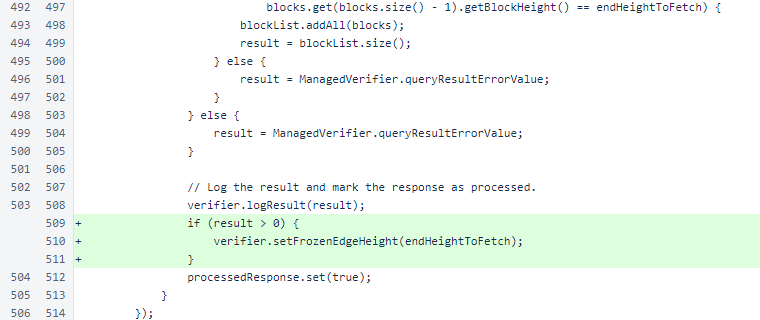 492 497 blocks.get(blocks.size() - 1).getBlockHeight() == endHeightToFetch) {
493 498 blockList.addAll(blocks);
494 499 result = blockList.size();
495 500 } else {
496 501 result = ManagedVerifier.queryResultErrorValue;
497 502 }
498 503 } else {
499 504 result = ManagedVerifier.queryResultErrorValue;
500 505 }
501 506
502 507 // Log the result and mark the response as processed.
503 508 verifier.logResult(result);
509 + if (result > 0) {
510 + verifier.setFrozenEdgeHeight(endHeightToFetch);
511 + }
504 512 processedResponse.set(true);
505 513 }
506 514 });